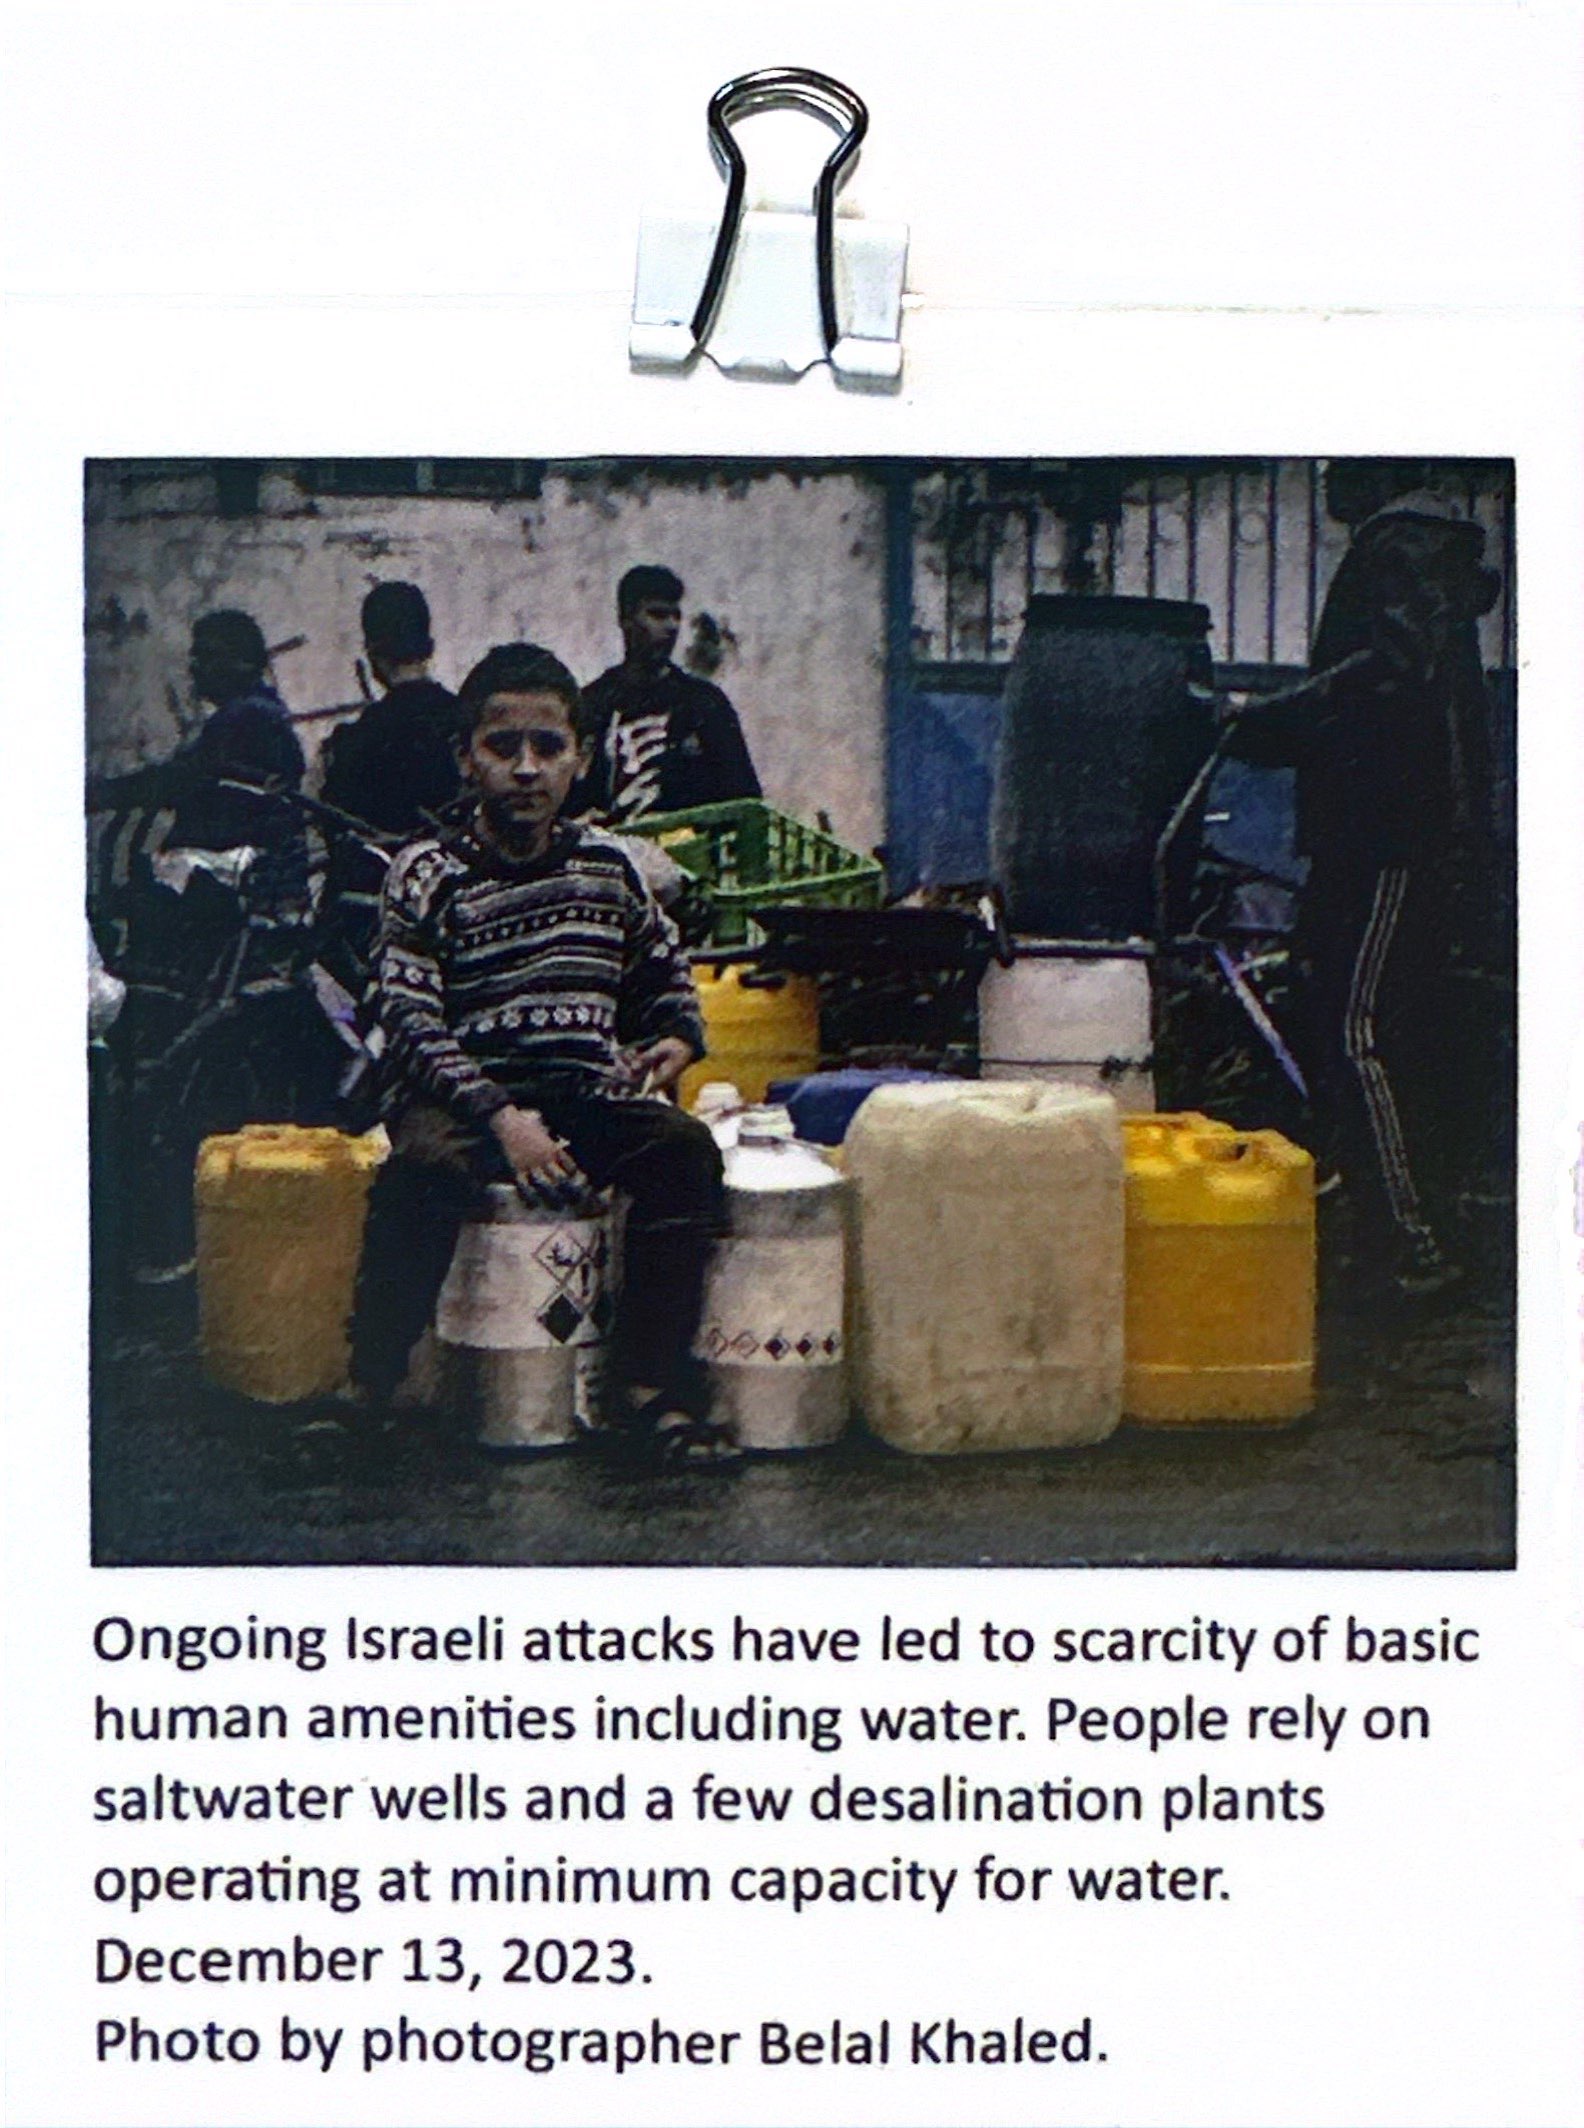 Ongoing Israeli attacks have led to scarcity of basic
human amenities including water. People rely on
saltwater wells and a few desalination plants
operating at minimum capacity for water.
December 13, 2023.
Photo by photographer Belal Khaled.